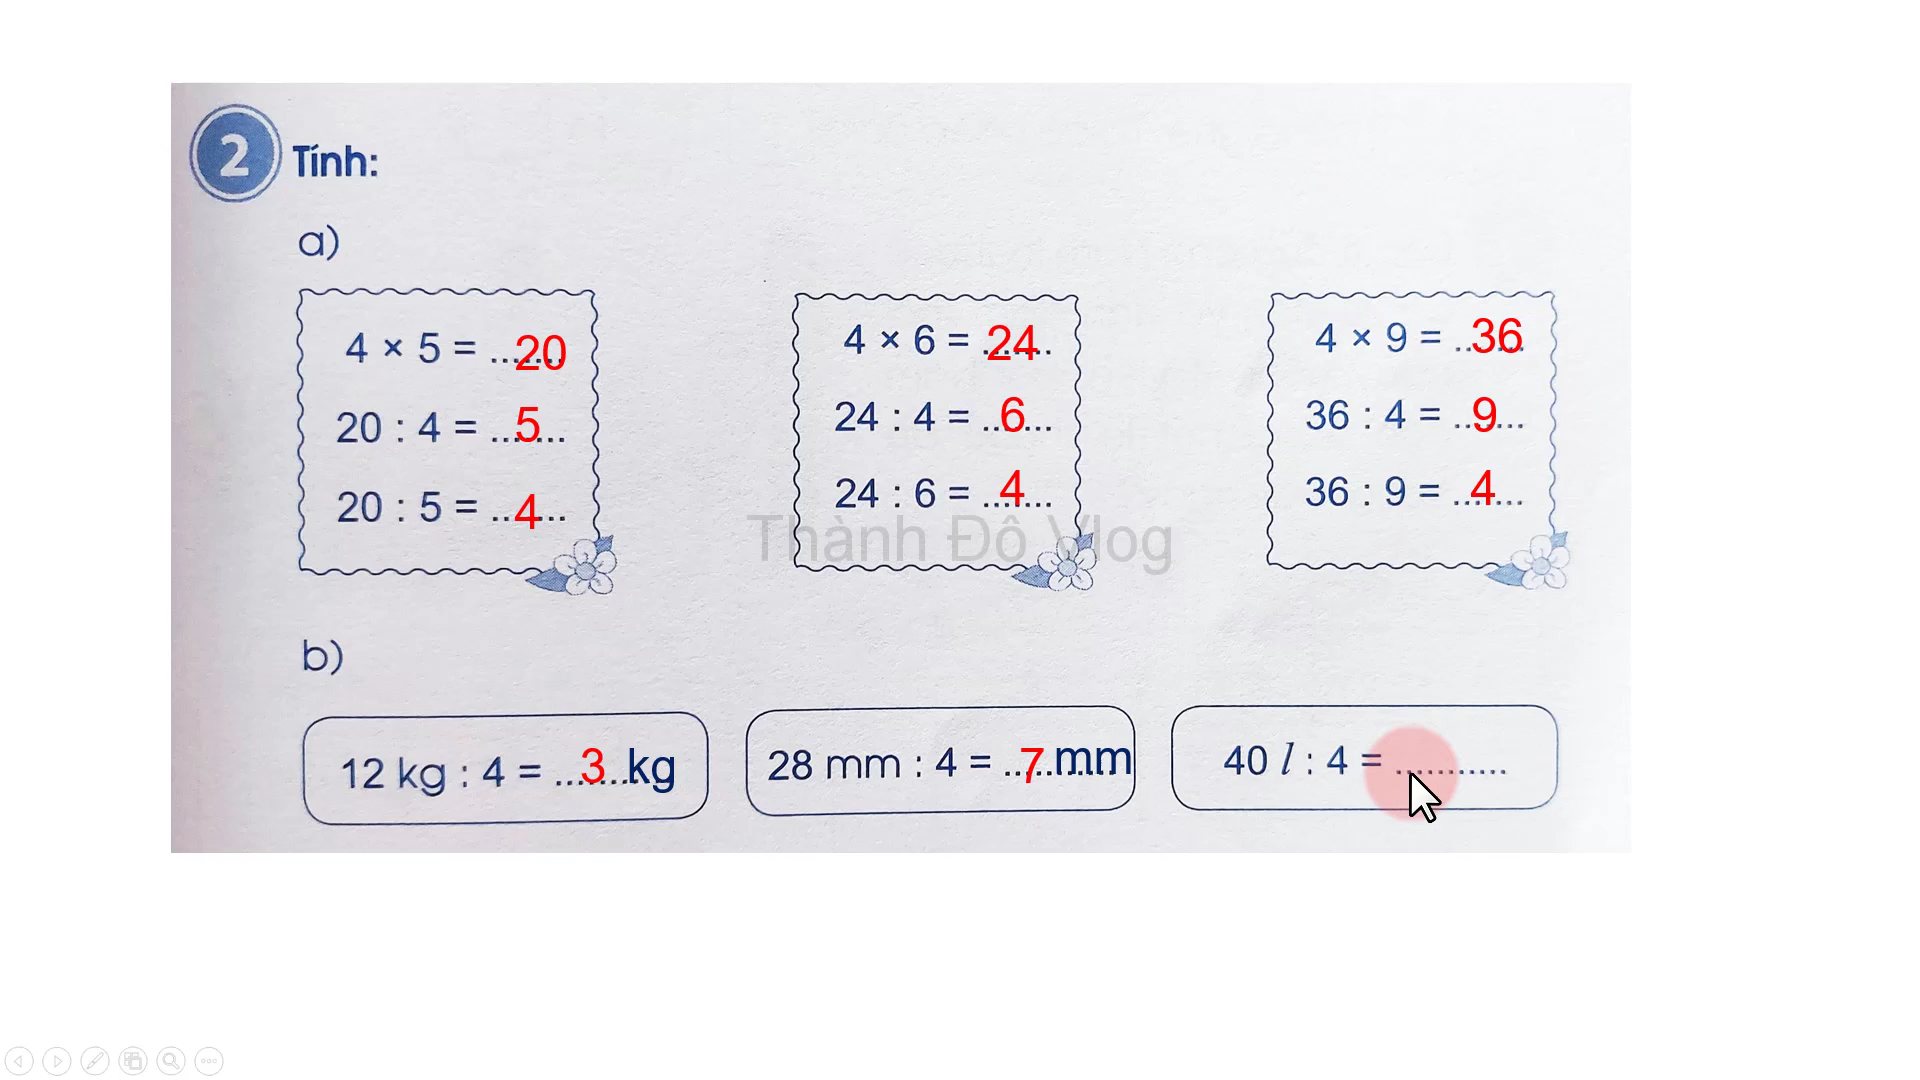 2 Tính:
a)
4 × 5 = ...20
20 : 4 = ...5...
20 : 5 = ...4...
4 × 6 = 24...
24 : 4 = ...6...
24 : 6 = ...4...
4 × 9 = ...36
36 : 4 = ...9...
36 : 9 = ...4...
Thành Đô Vlog
b)
12 kg : 4 = ...3...kg
28 mm : 4 = ...7...mm
40 l : 4 = ...........